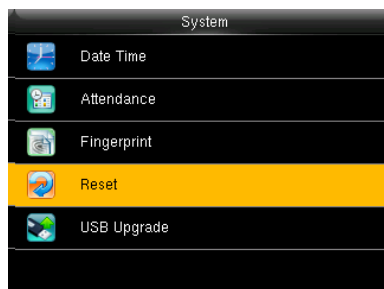 System
Date Time
Attendance
Fingerprint
Reset
USB Upgrade